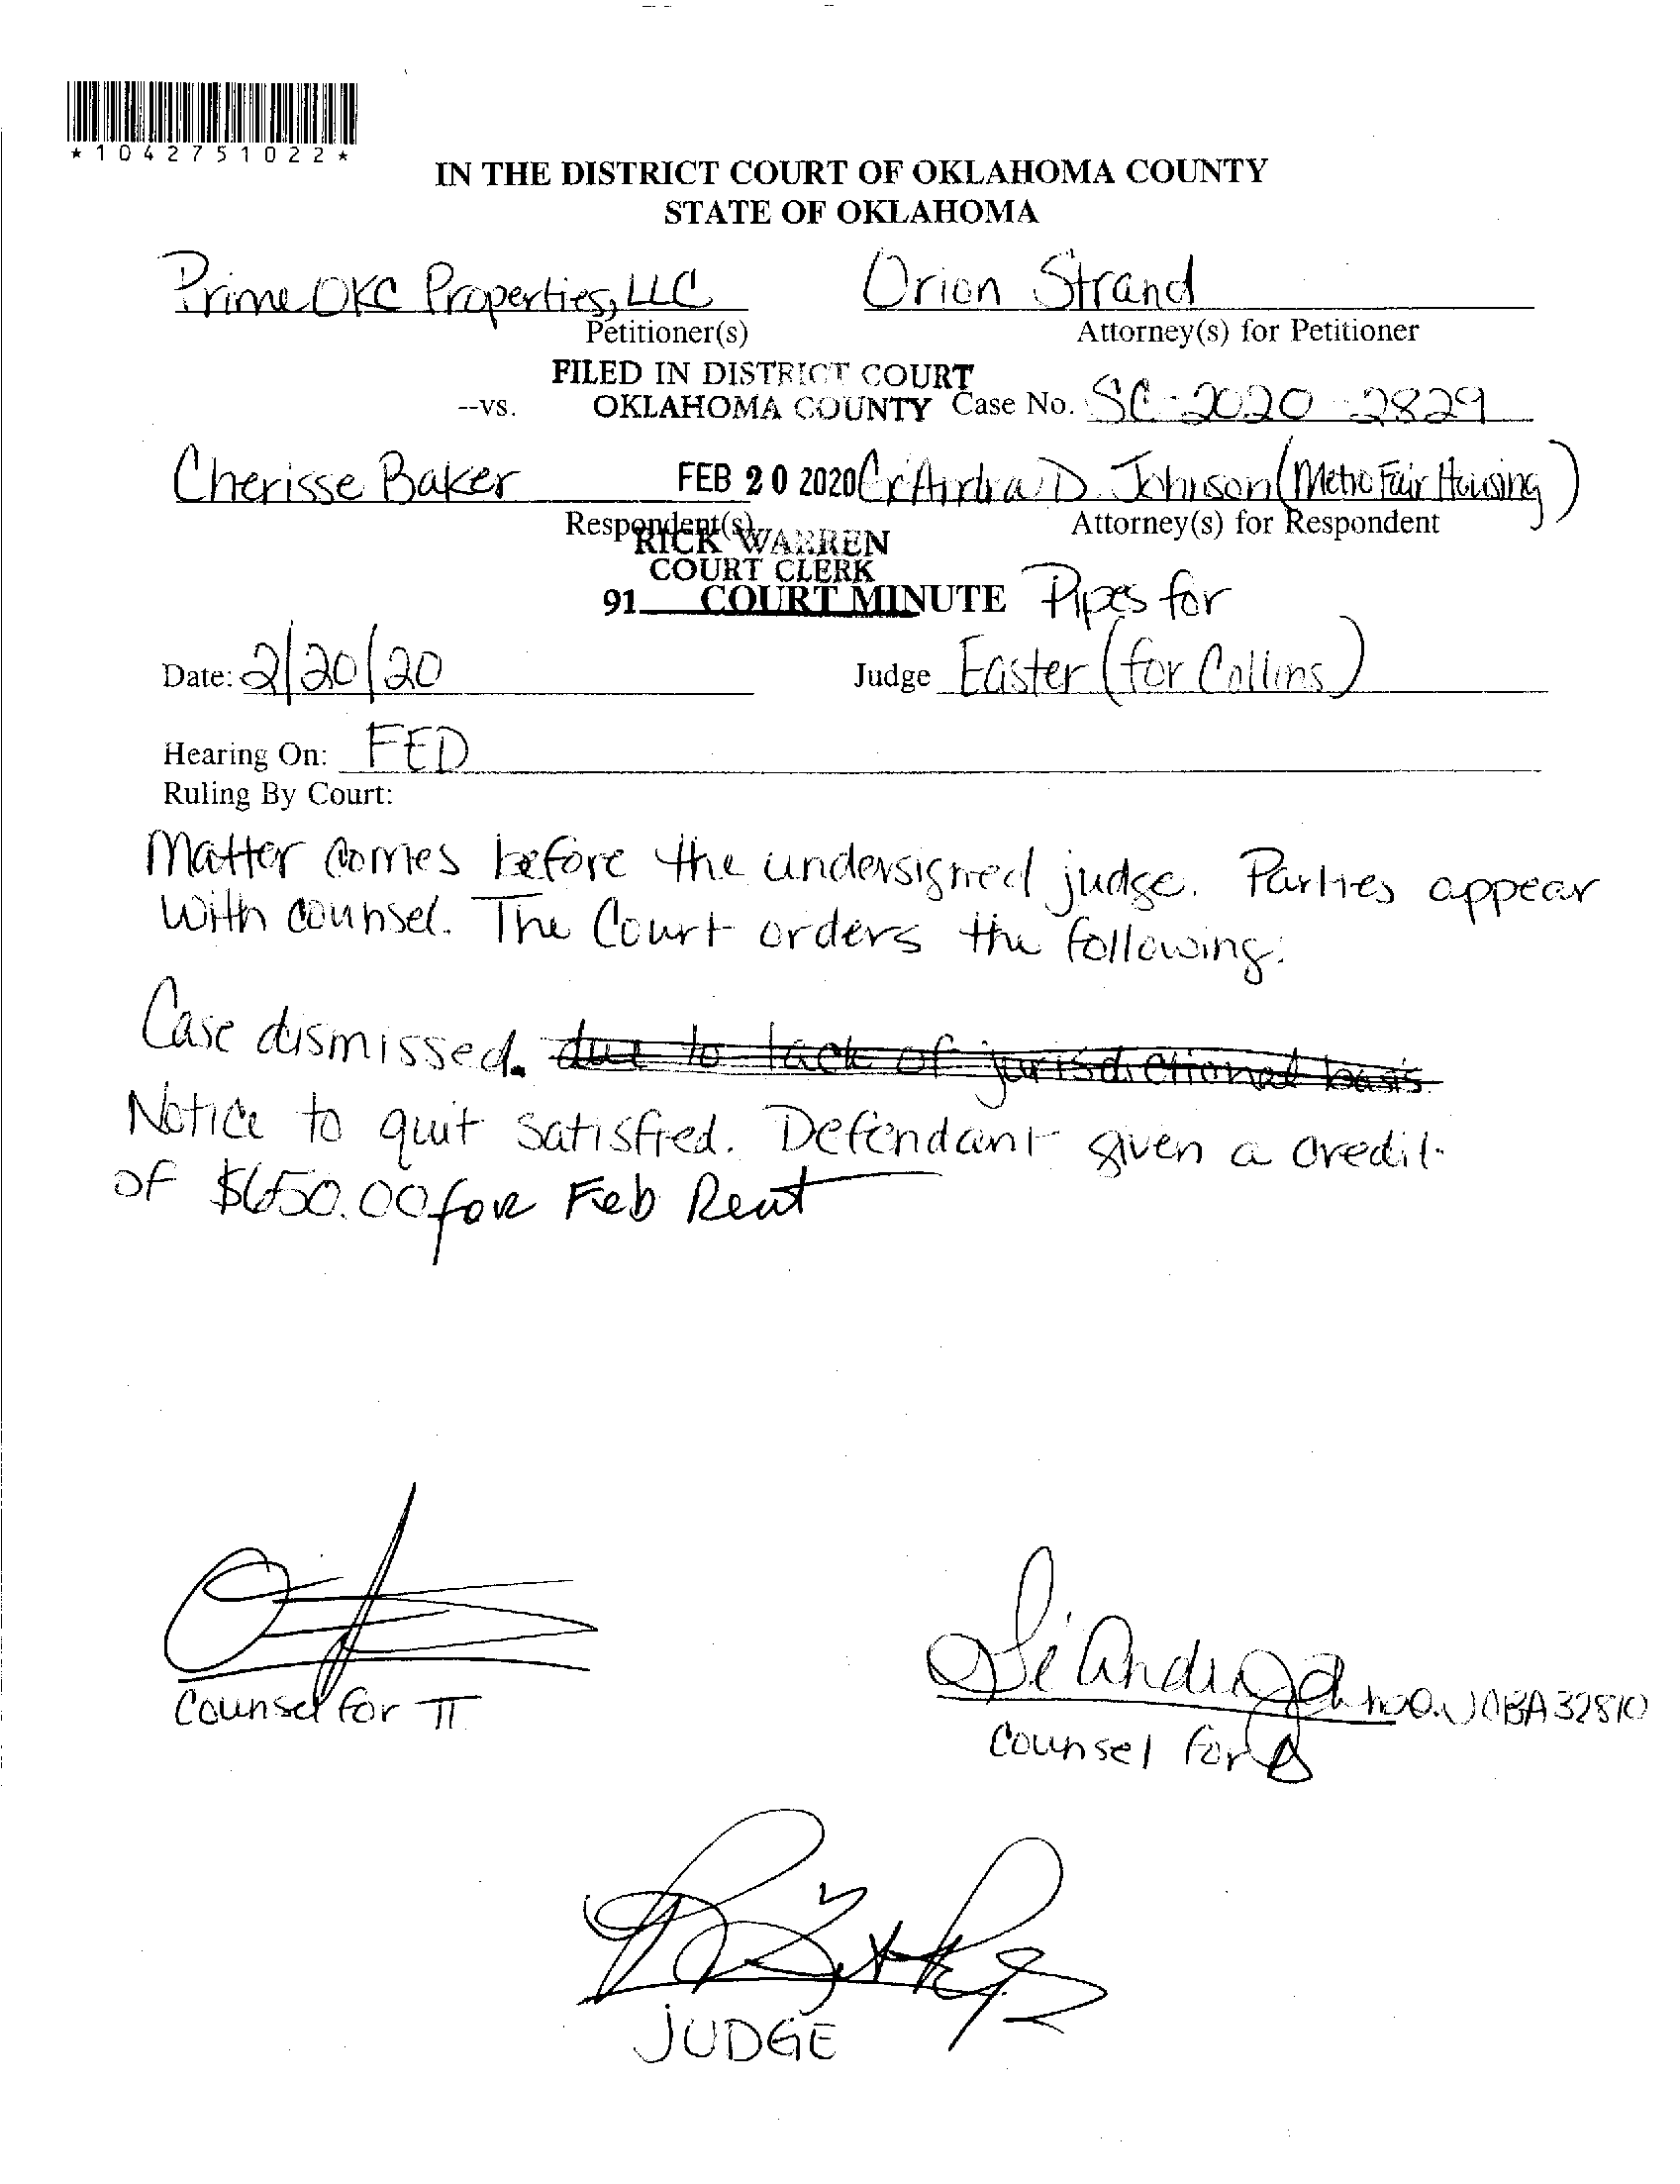 *1042751022*
IN THE DISTRICT COURT OF OKLAHOMA COUNTY
STATE OF OKLAHOMA
Prime OKC Properties, LLC Orion Strand
Petitioner(s) Attorney(s) for Petitioner
FILED IN DISTRICT COURT
--vs. OKLAHOMA COUNTY Case No. SC-2020-2829
Cherisse Baker FEB 20 2020 D. Johnson (Metro Fair Housing)
Respondent(s) Attorney(s) for Respondent
RICK WARREN
COURT CLERK
91 COURT MINUTE Pipes for
Date: 2/20/20 Judge Easter (for Collins)
Hearing On: FED
Ruling By Court:
Matter comes before the undersigned judge. Parties appear
with counsel. The Court orders the following:
Case dismissed. due to lack of jurisdictional basis
Notice to quit satisfied. Defendant given a credit
of $650.00 for Feb Rent
Counsel for π
OBA 32810
Counsel for Δ
JUDGE